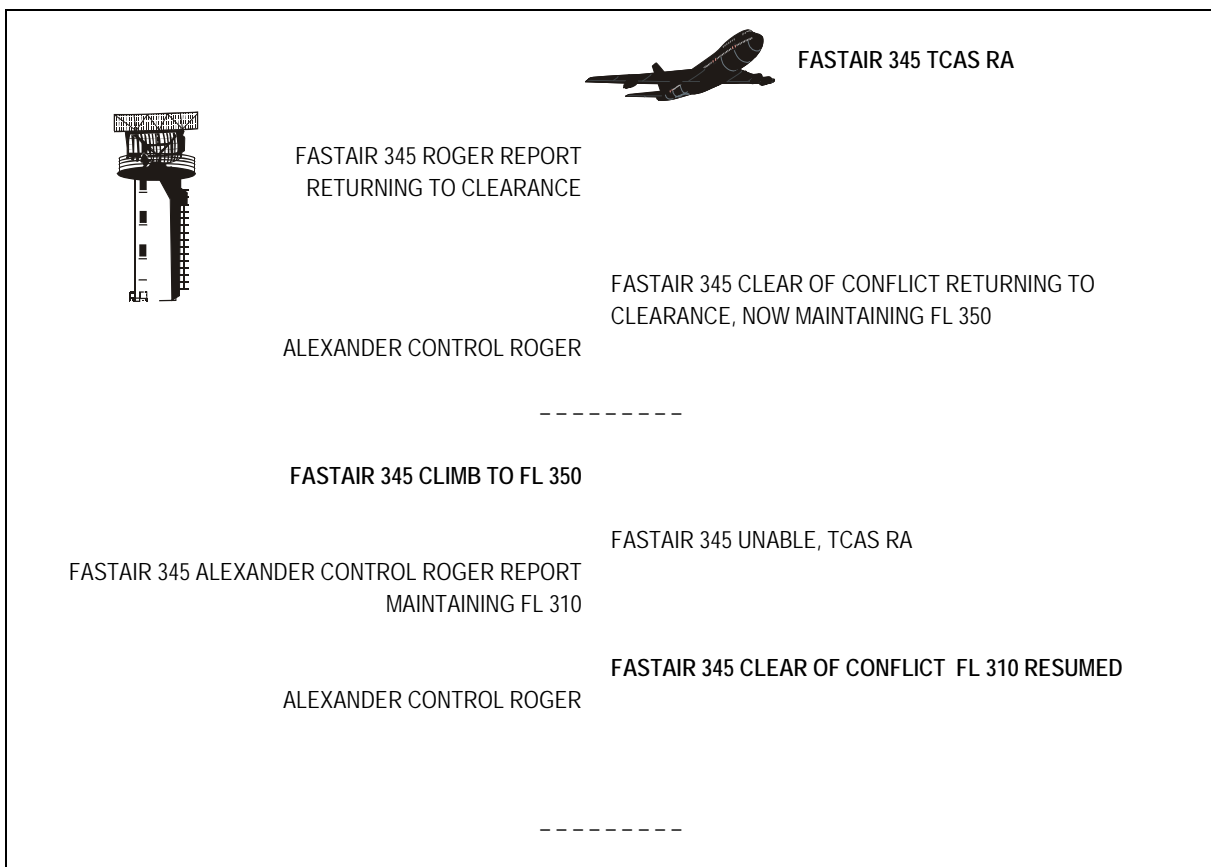 FASTAIR 345 TCAS RA
FASTAIR 345 ROGER REPORT
RETURNING TO CLEARANCE
FASTAIR 345 CLEAR OF CONFLICT RETURNING TO
CLEARANCE, NOW MAINTAINING FL 350
ALEXANDER CONTROL ROGER
_ _ _ _ _ _ _ _ _
FASTAIR 345 CLIMB TO FL 350
FASTAIR 345 UNABLE, TCAS RA
FASTAIR 345 ALEXANDER CONTROL ROGER REPORT
MAINTAINING FL 310
FASTAIR 345 CLEAR OF CONFLICT  FL 310 RESUMED
ALEXANDER CONTROL ROGER
_ _ _ _ _ _ _ _ _